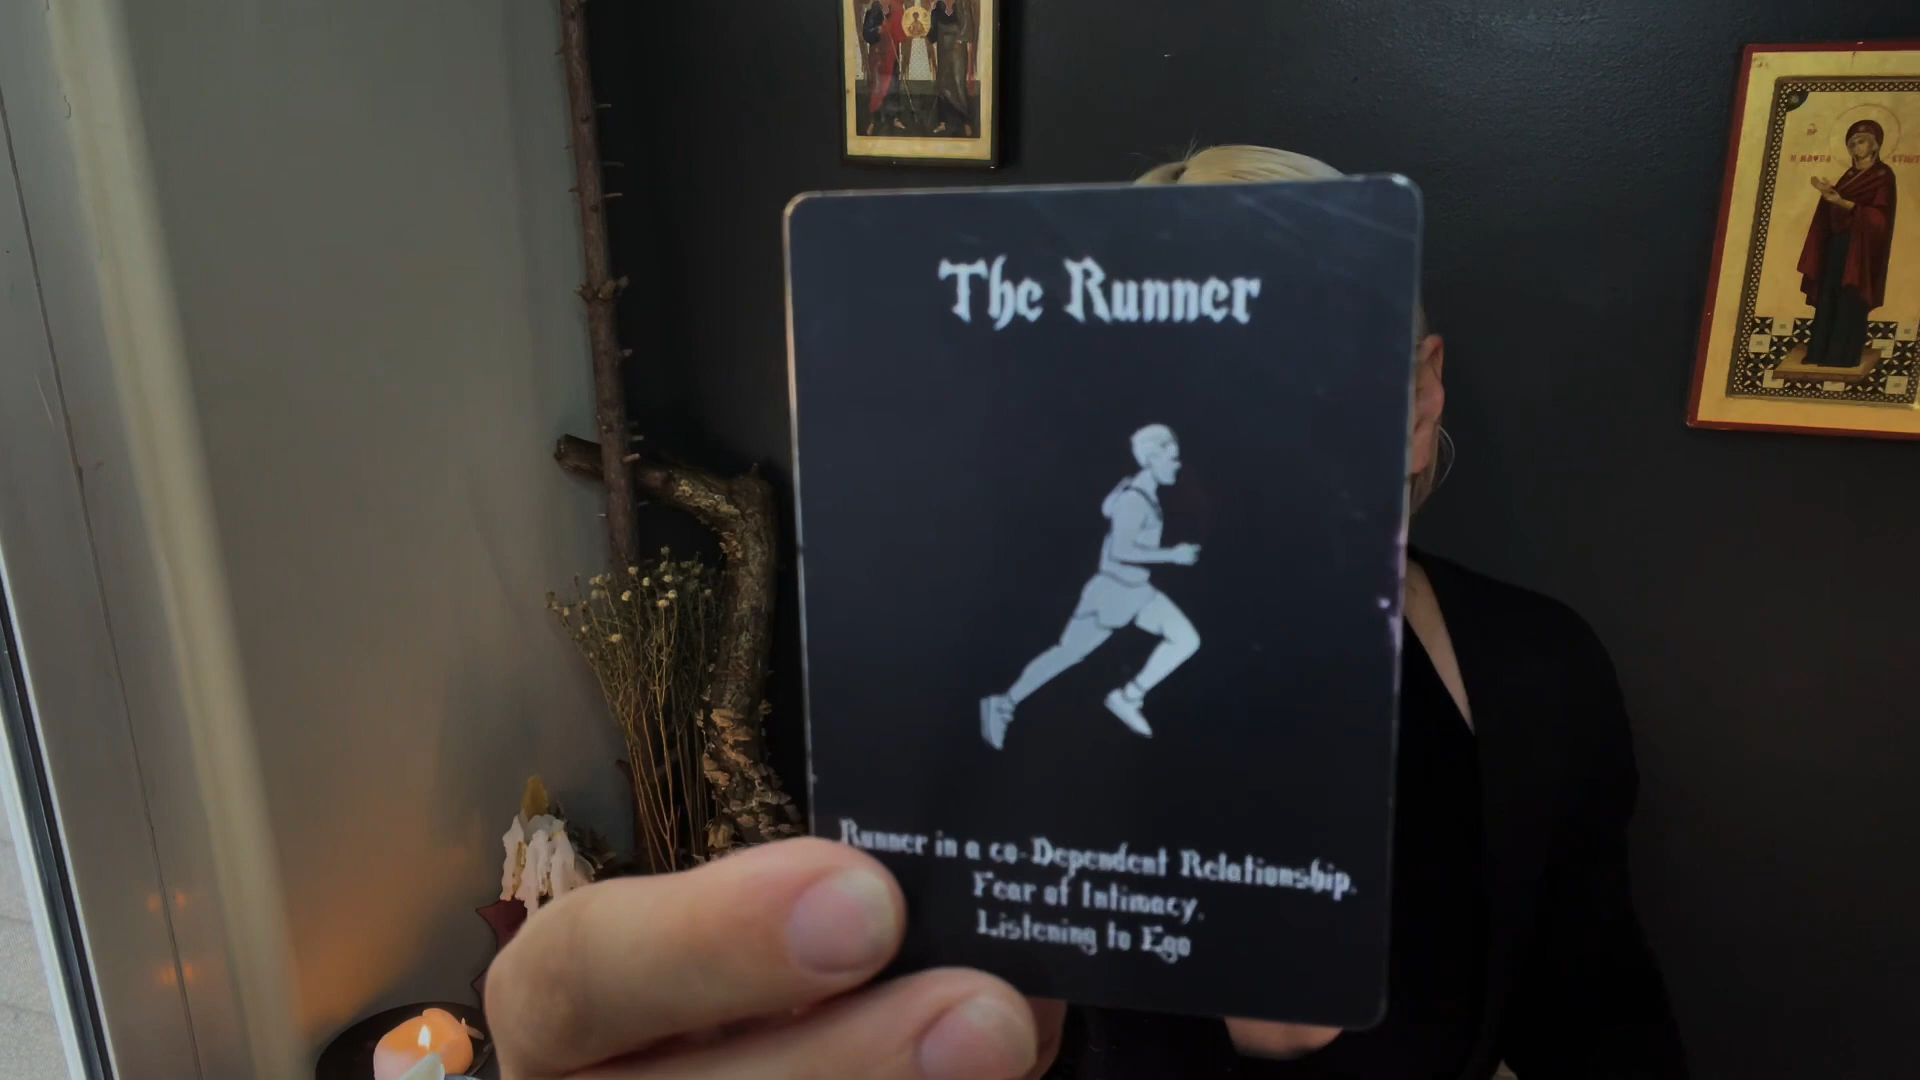 The Runner
Runner in a co-Dependent Relationship.
Fear of Intimacy.
Listening to Ego